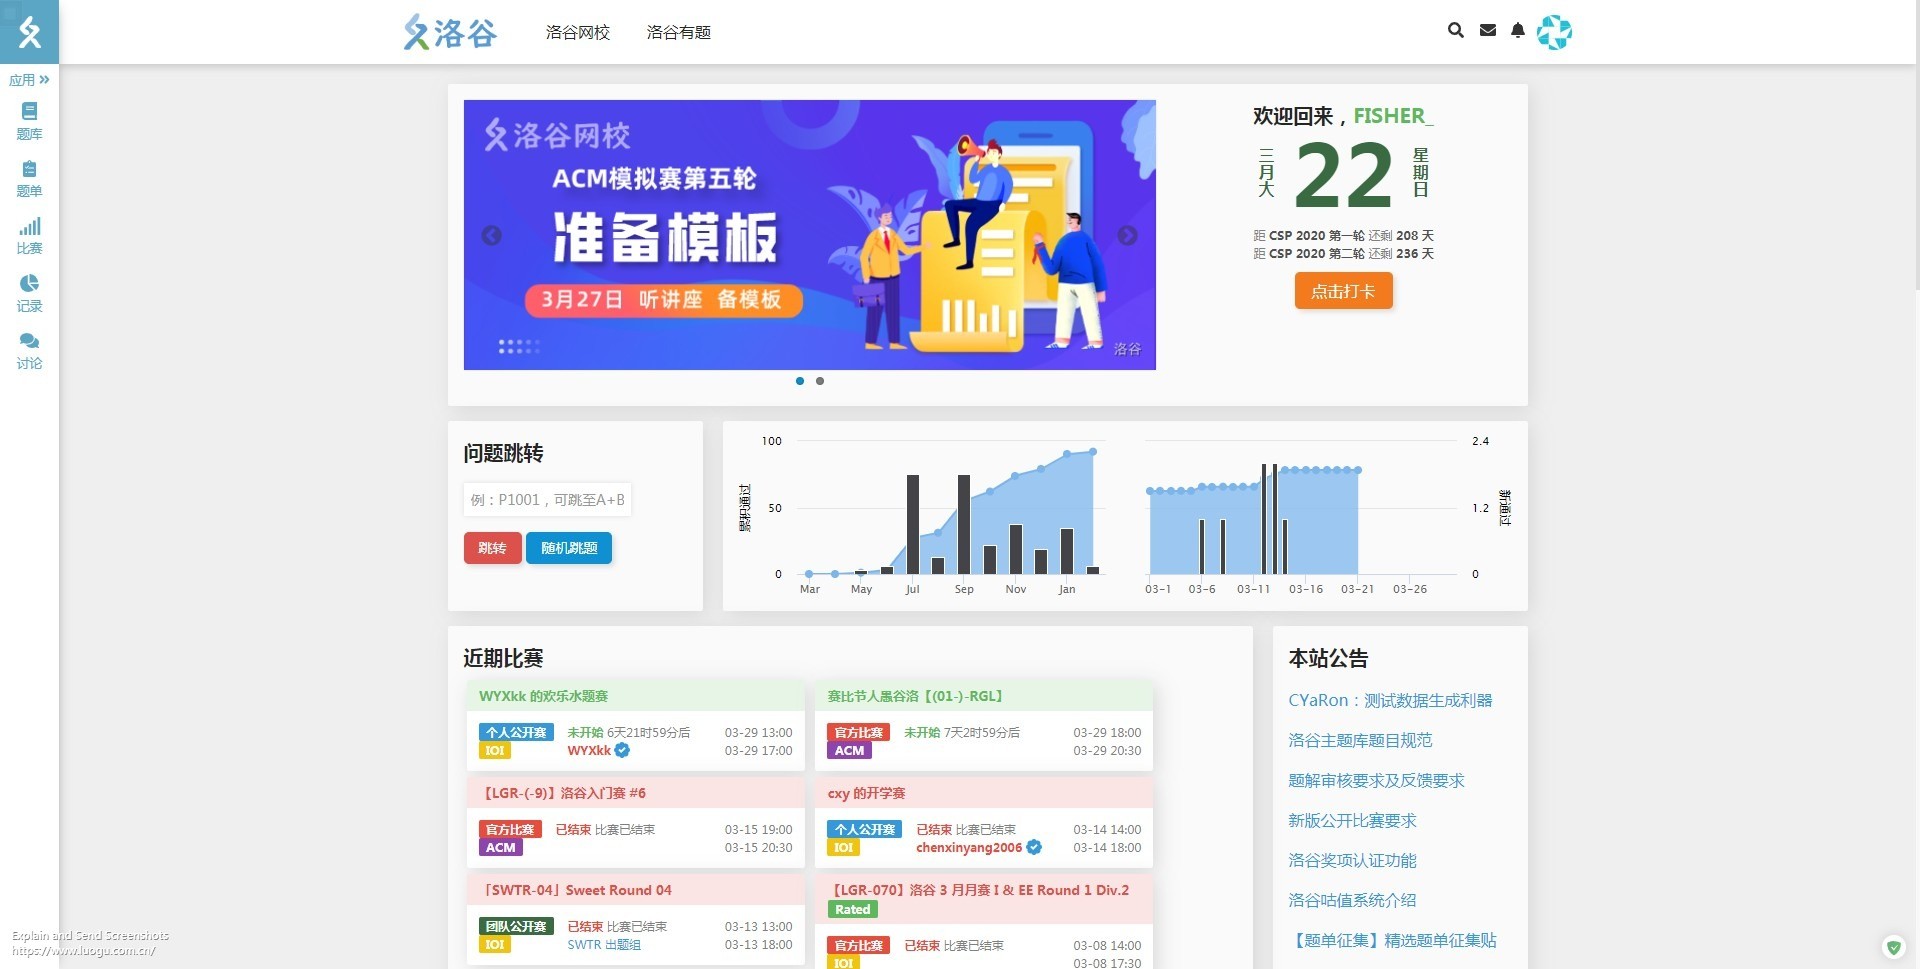 洛谷
洛谷网校
洛谷有题
应用
题库
题单
比赛
记录
讨论
洛谷网校
ACM模拟赛第五轮
准备模板
3月27日 听讲座 备模板
洛谷
欢迎回来，FISHER_
三月大
22
星期日
距 CSP 2020 第一轮 还剩 208 天
距 CSP 2020 第二轮 还剩 236 天
点击打卡
问题跳转
例：P1001，可跳至A+B
跳转 随机跳题
累积通过
100
50
0
Mar May Jul Sep Nov Jan
2.4
1.2
0
新通过
03-1 03-6 03-11 03-16 03-21 03-26
近期比赛
WYXkk 的欢乐水题赛
个人公开赛 未开始 6天21时59分后 03-29 13:00
IOI WYXkk 03-29 17:00
赛比节人愚谷洛【(01-)-RGL】
官方比赛 未开始 7天2时59分后 03-29 18:00
ACM 03-29 20:30
【LGR-(-9)】洛谷入门赛 #6
官方比赛 已结束 比赛已结束 03-15 19:00
ACM 03-15 20:30
cxy 的开学赛
个人公开赛 已结束 比赛已结束 03-14 14:00
IOI chenxinyang2006 03-14 18:00
「SWTR-04」Sweet Round 04
团队公开赛 已结束 比赛已结束 03-13 13:00
IOI SWTR 出题组 03-13 18:00
【LGR-070】洛谷 3 月月赛 I & EE Round 1 Div.2
Rated
官方比赛 已结束 比赛已结束 03-08 14:00
IOI 03-08 17:30
本站公告
CYaRon：测试数据生成利器
洛谷主题库题目规范
题解审核要求及反馈要求
新版公开比赛要求
洛谷奖项认证功能
洛谷咕值系统介绍
【题单征集】精选题单征集贴
Explain and Send Screenshots
https://www.luogu.com.cn/